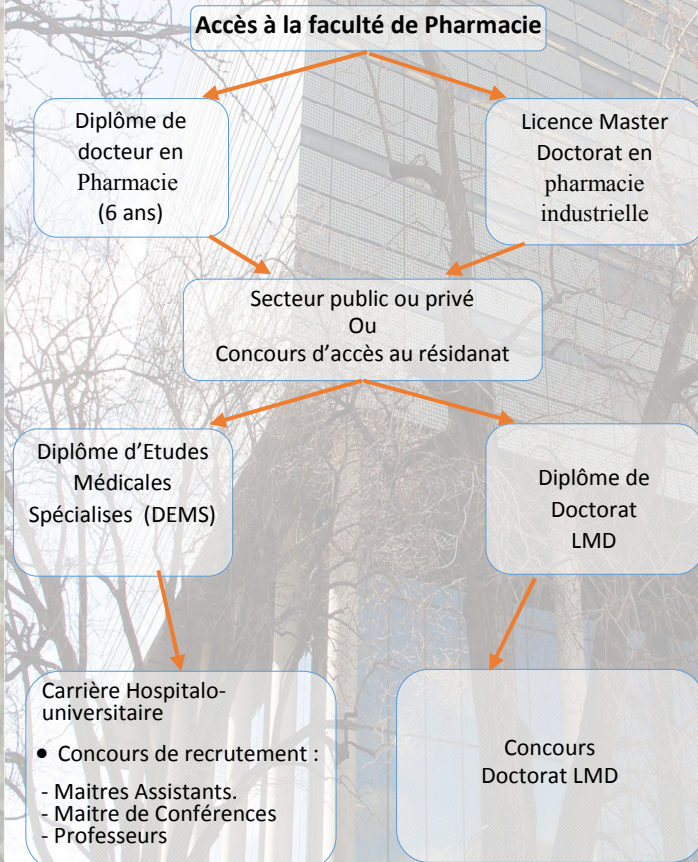 Accès à la faculté de Pharmacie
Diplôme de
docteur en
Pharmacie
(6 ans)
Licence Master
Doctorat en
pharmacie
industrielle
Secteur public ou privé
Ou
Concours d’accès au résidanat
Diplôme d’Etudes
Médicales
Spécialises (DEMS)
Diplôme de
Doctorat
LMD
Carrière Hospitalo-
universitaire
• Concours de recrutement :
- Maitres Assistants.
- Maitre de Conférences
- Professeurs
Concours
Doctorat LMD